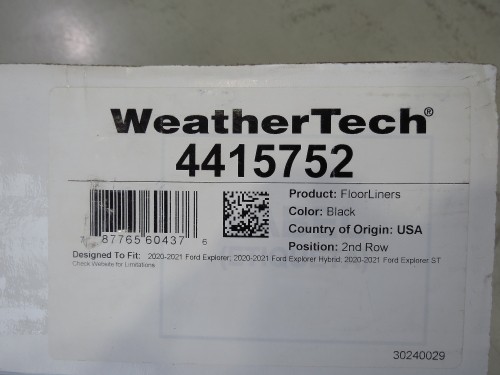 WeatherTech®
4415752
Product: FloorLiners
Color: Black
Country of Origin: USA
Position: 2nd Row
7 87765 60437 6
Designed To Fit: 2020-2021 Ford Explorer, 2020-2021 Ford Explorer Hybrid, 2020-2021 Ford Explorer ST
Check Website for Limitations
30240029